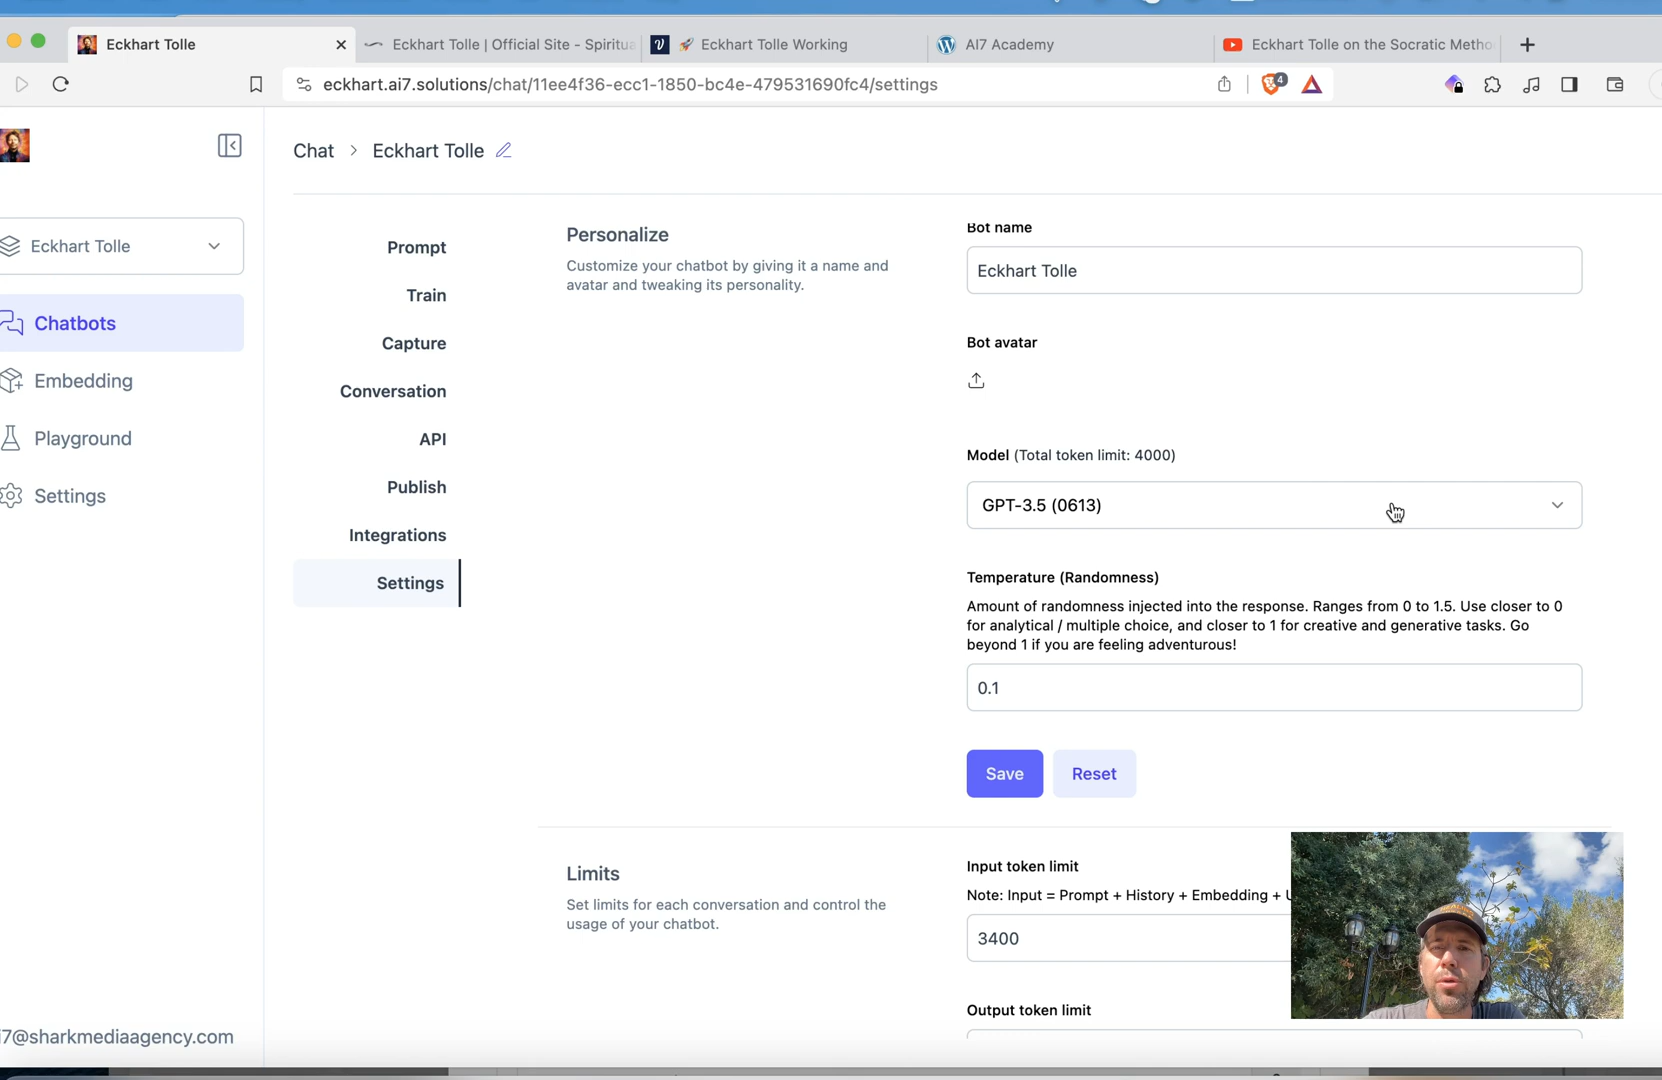 Eckhart Tolle
Eckhart Tolle | Official Site - Spiritua
Eckhart Tolle Working
AI7 Academy
Eckhart Tolle on the Socratic Metho
eckhart.ai7.solutions/chat/11ee4f36-ecc1-1850-bc4e-479531690fc4/settings
4
Chat > Eckhart Tolle
Eckhart Tolle
Chatbots
Embedding
Playground
Settings
i7@sharkmediaagency.com
Prompt
Train
Capture
Conversation
API
Publish
Integrations
Settings
Personalize
Customize your chatbot by giving it a name and
avatar and tweaking its personality.
Bot name
Eckhart Tolle
Bot avatar
Model (Total token limit: 4000)
GPT-3.5 (0613)
Temperature (Randomness)
Amount of randomness injected into the response. Ranges from 0 to 1.5. Use closer to 0
for analytical / multiple choice, and closer to 1 for creative and generative tasks. Go
beyond 1 if you are feeling adventurous!
0.1
Save
Reset
Limits
Set limits for each conversation and control the
usage of your chatbot.
Input token limit
Note: Input = Prompt + History + Embedding +
3400
Output token limit